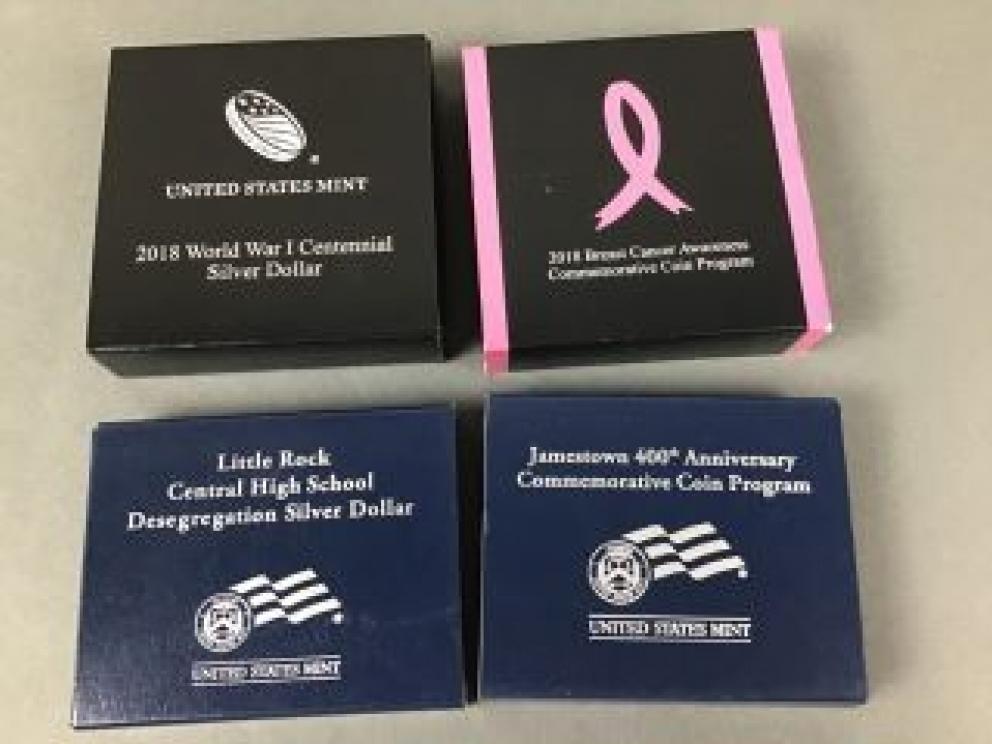 UNITED STATES MINT
2018 World War I Centennial
Silver Dollar
2018 Breast Cancer Awareness
Commemorative Coin Program
Little Rock
Central High School
Desegregation Silver Dollar
UNITED STATES MINT
Jamestown 400th Anniversary
Commemorative Coin Program
UNITED STATES MINT